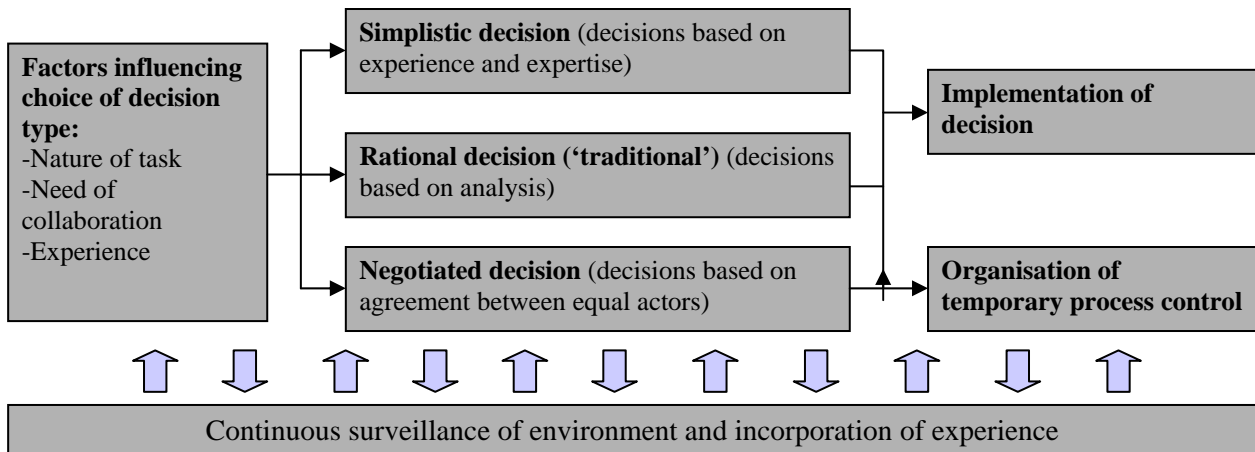 Factors influencing
choice of decision
type:
-Nature of task
-Need of
collaboration
-Experience
Simplistic decision (decisions based on
experience and expertise)
Rational decision (‘traditional’) (decisions
based on analysis)
Negotiated decision (decisions based on
agreement between equal actors)
Implementation of
decision
Organisation of
temporary process control
Continuous surveillance of environment and incorporation of experience